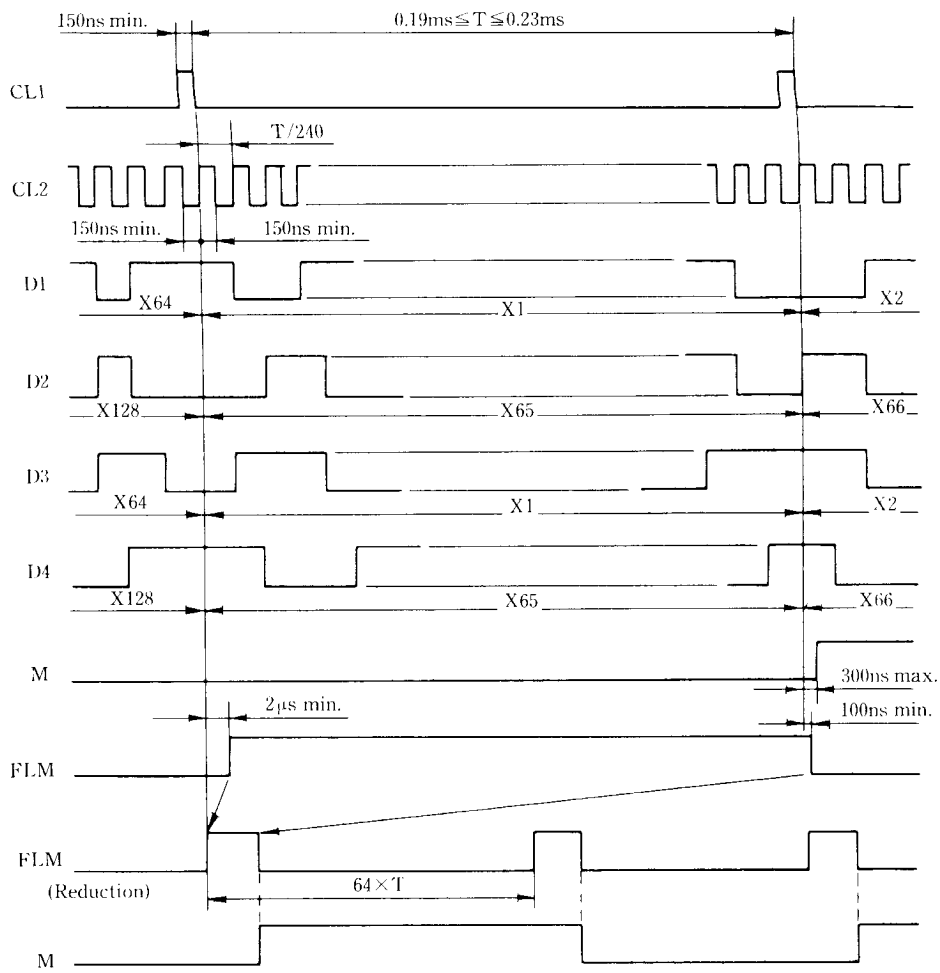 150ns min.
0.19ms≦T≦0.23ms
CL1
T/240
CL2
150ns min.
150ns min.
D1
X64
X1
X2
D2
X128
X65
X66
D3
X64
X1
X2
D4
X128
X65
X66
M
300ns max.
2μs min.
100ns min.
FLM
FLM
(Reduction)
64×T
M